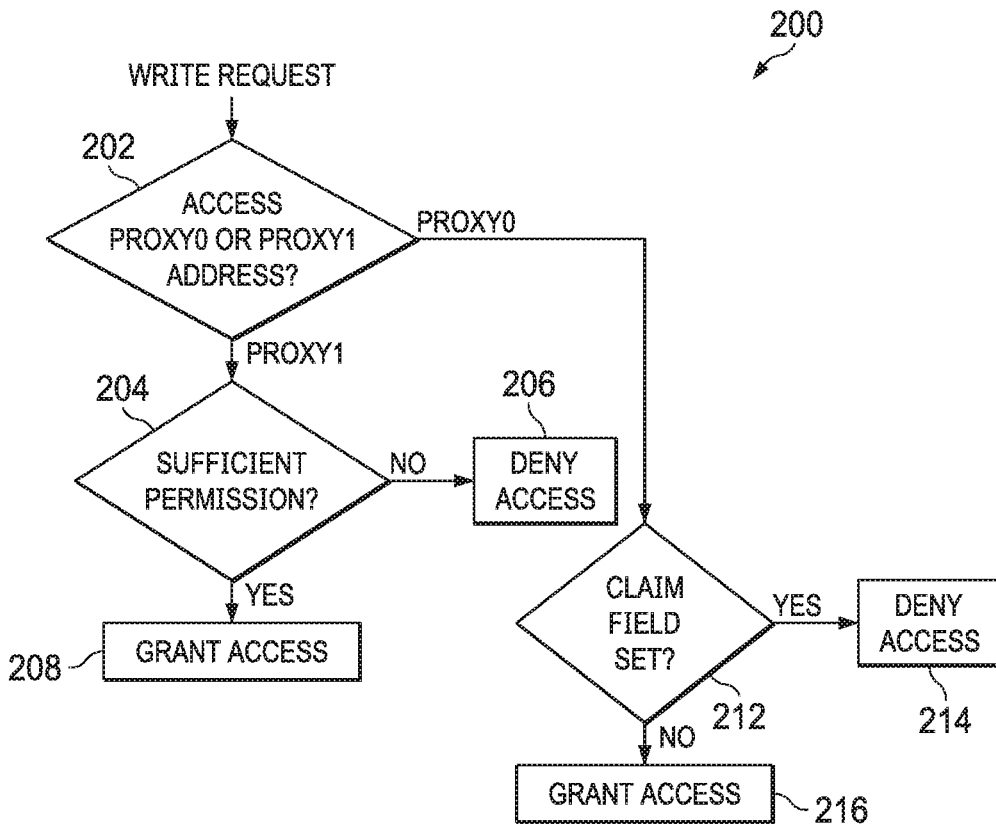 200
WRITE REQUEST
202
ACCESS
PROXY0 OR PROXY1
ADDRESS?
PROXY0
PROXY1
204
SUFFICIENT
PERMISSION?
NO
206
DENY
ACCESS
YES
208
GRANT ACCESS
CLAIM
FIELD
SET?
212
YES
DENY
ACCESS
214
NO
GRANT ACCESS
216